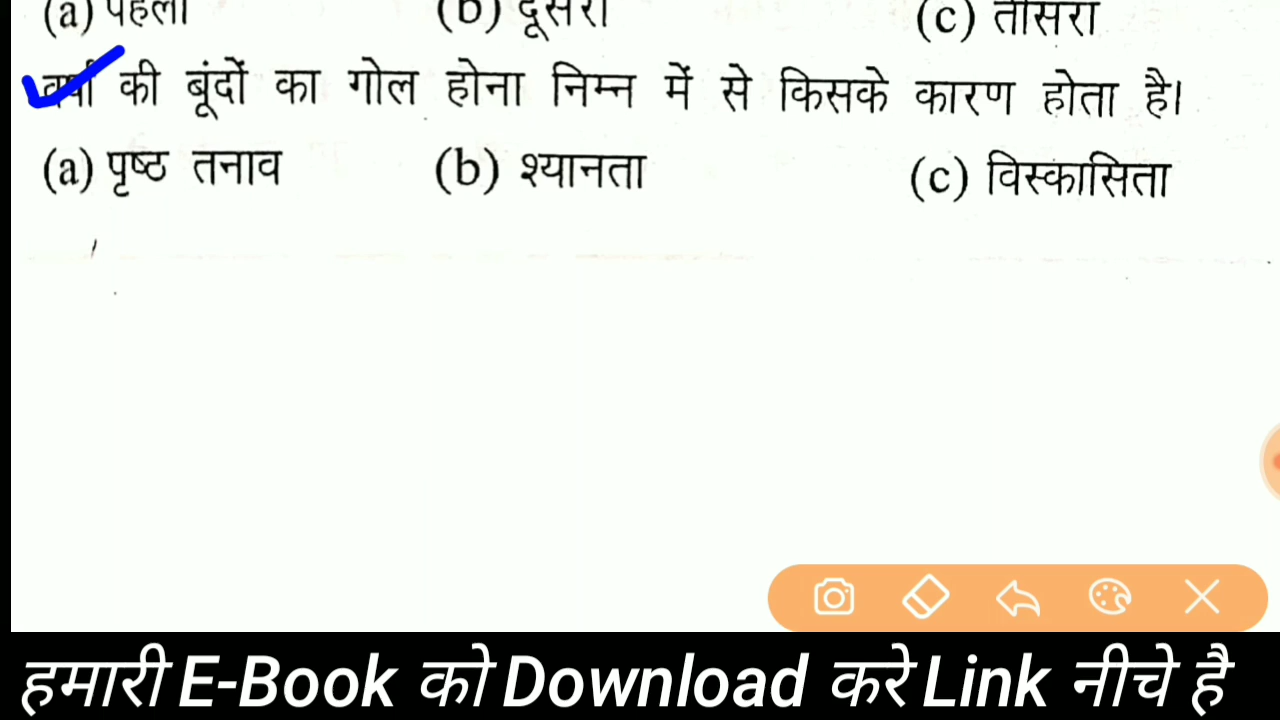 (a) पहला (b) दूसरा (c) तीसरा
वर्षा की बूंदों का गोल होना निम्न में से किसके कारण होता है।
(a) पृष्ठ तनाव (b) श्यानता (c) विस्कासिता
हमारी E-Book को Download करे Link नीचे है